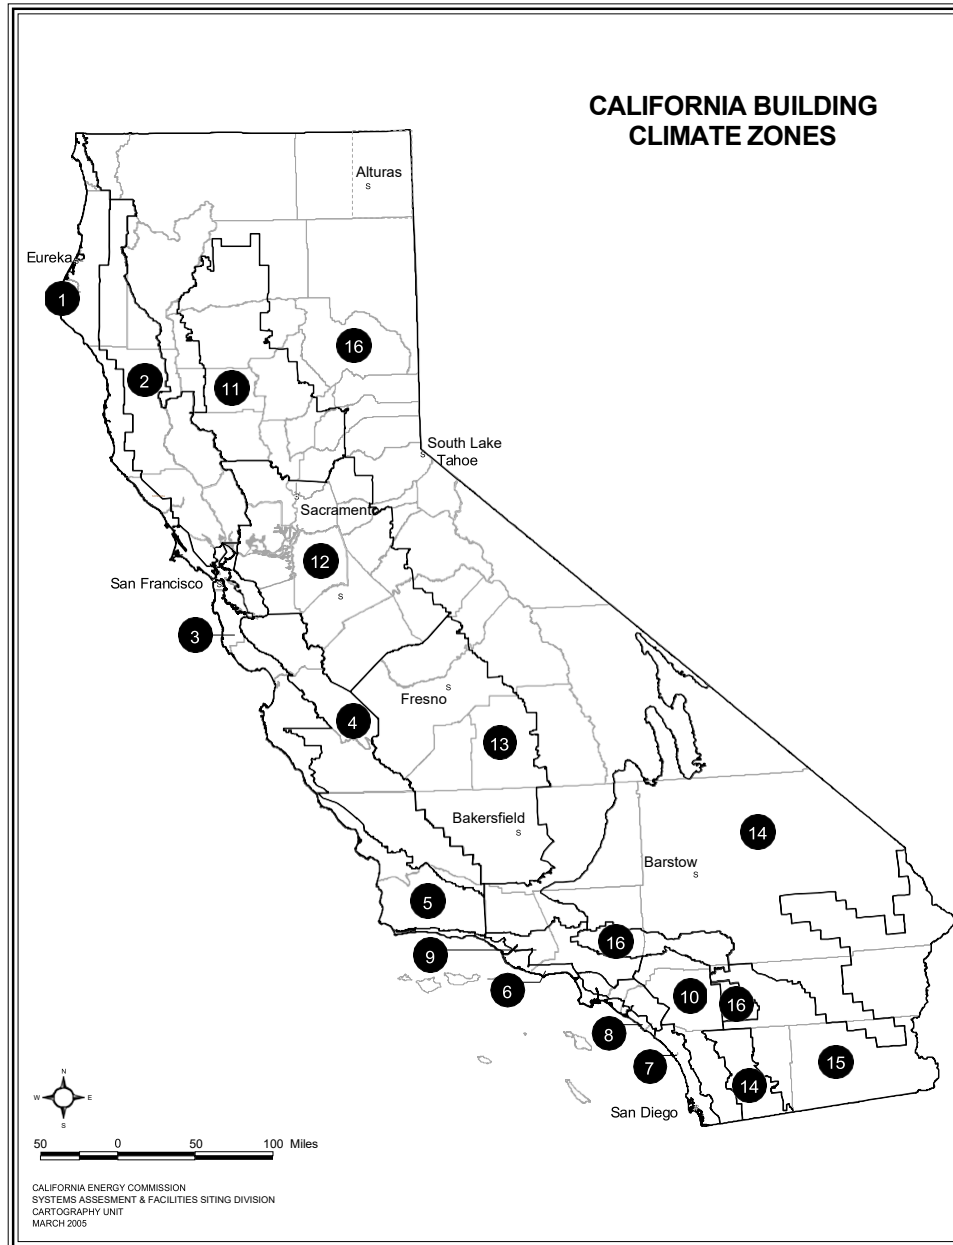 CALIFORNIA BUILDING
CLIMATE ZONES
Alturas
S
Eureka
1
16
2
11
South Lake
Tahoe
S
S
Sacramento
12
San Francisco
S
S
3
Fresno
S
4
13
Bakersfield
S
14
Barstow
S
5
16
9
6
10
16
8
7
15
14
San Diego
N
W
E
S
50
0
50
100 Miles
CALIFORNIA ENERGY COMMISSION
SYSTEMS ASSESMENT & FACILITIES SITING DIVISION
CARTOGRAPHY UNIT
MARCH 2005